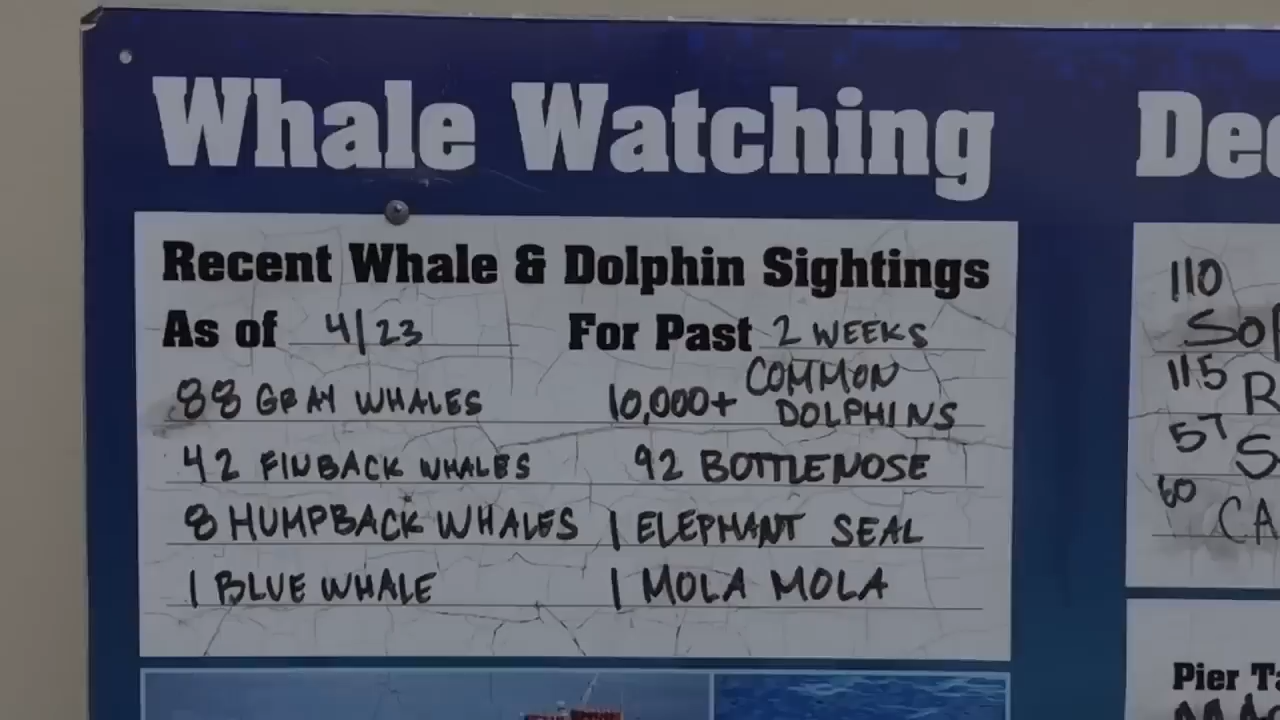 Whale Watching
Recent Whale & Dolphin Sightings
As of 4/23 For Past 2 WEEKS
88 GRAY WHALES 10,000+ COMMON DOLPHINS
42 FINBACK WHALES 92 BOTTLENOSE
8 HUMPBACK WHALES 1 ELEPHANT SEAL
1 BLUE WHALE 1 MOLA MOLA
110
115
57
60
Pier